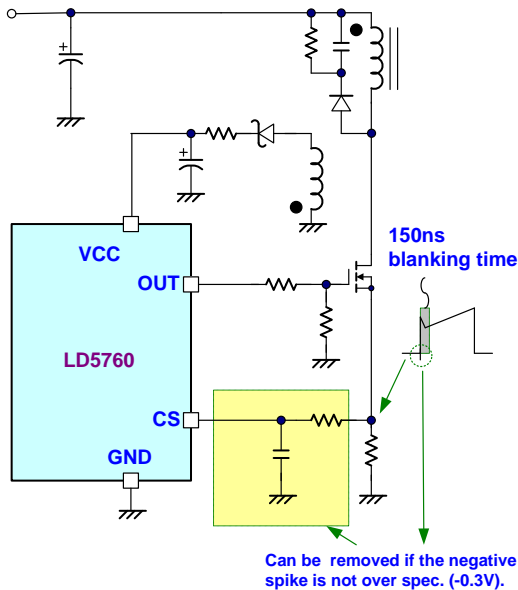 +
+
VCC
150ns
blanking time
OUT
LD5760
CS
GND
Can be removed if the negative
spike is not over spec. (-0.3V).